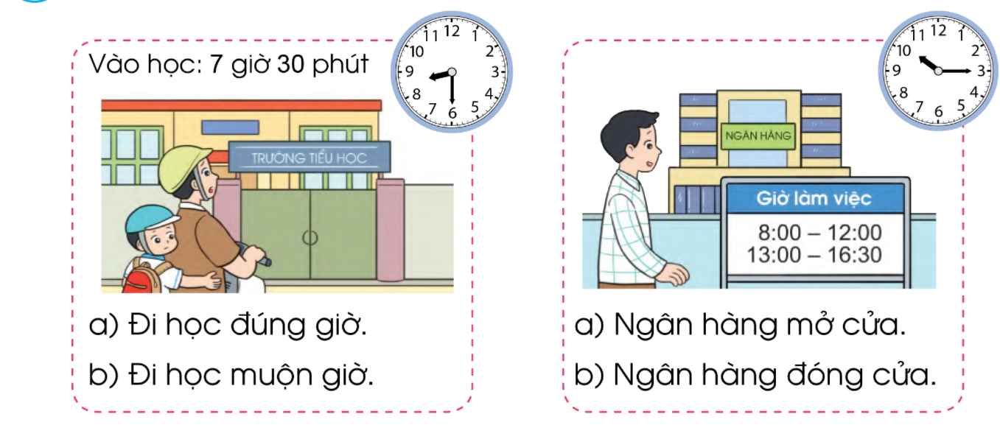 Vào học: 7 giờ 30 phút
11 12 1
10 2
9 3
8 4
7 6 5
TRƯỜNG TIỂU HỌC
a) Đi học đúng giờ.
b) Đi học muộn giờ.
11 12 1
10 2
9 3
8 4
7 6 5
NGÂN HÀNG
Giờ làm việc
8:00 – 12:00
13:00 – 16:30
a) Ngân hàng mở cửa.
b) Ngân hàng đóng cửa.